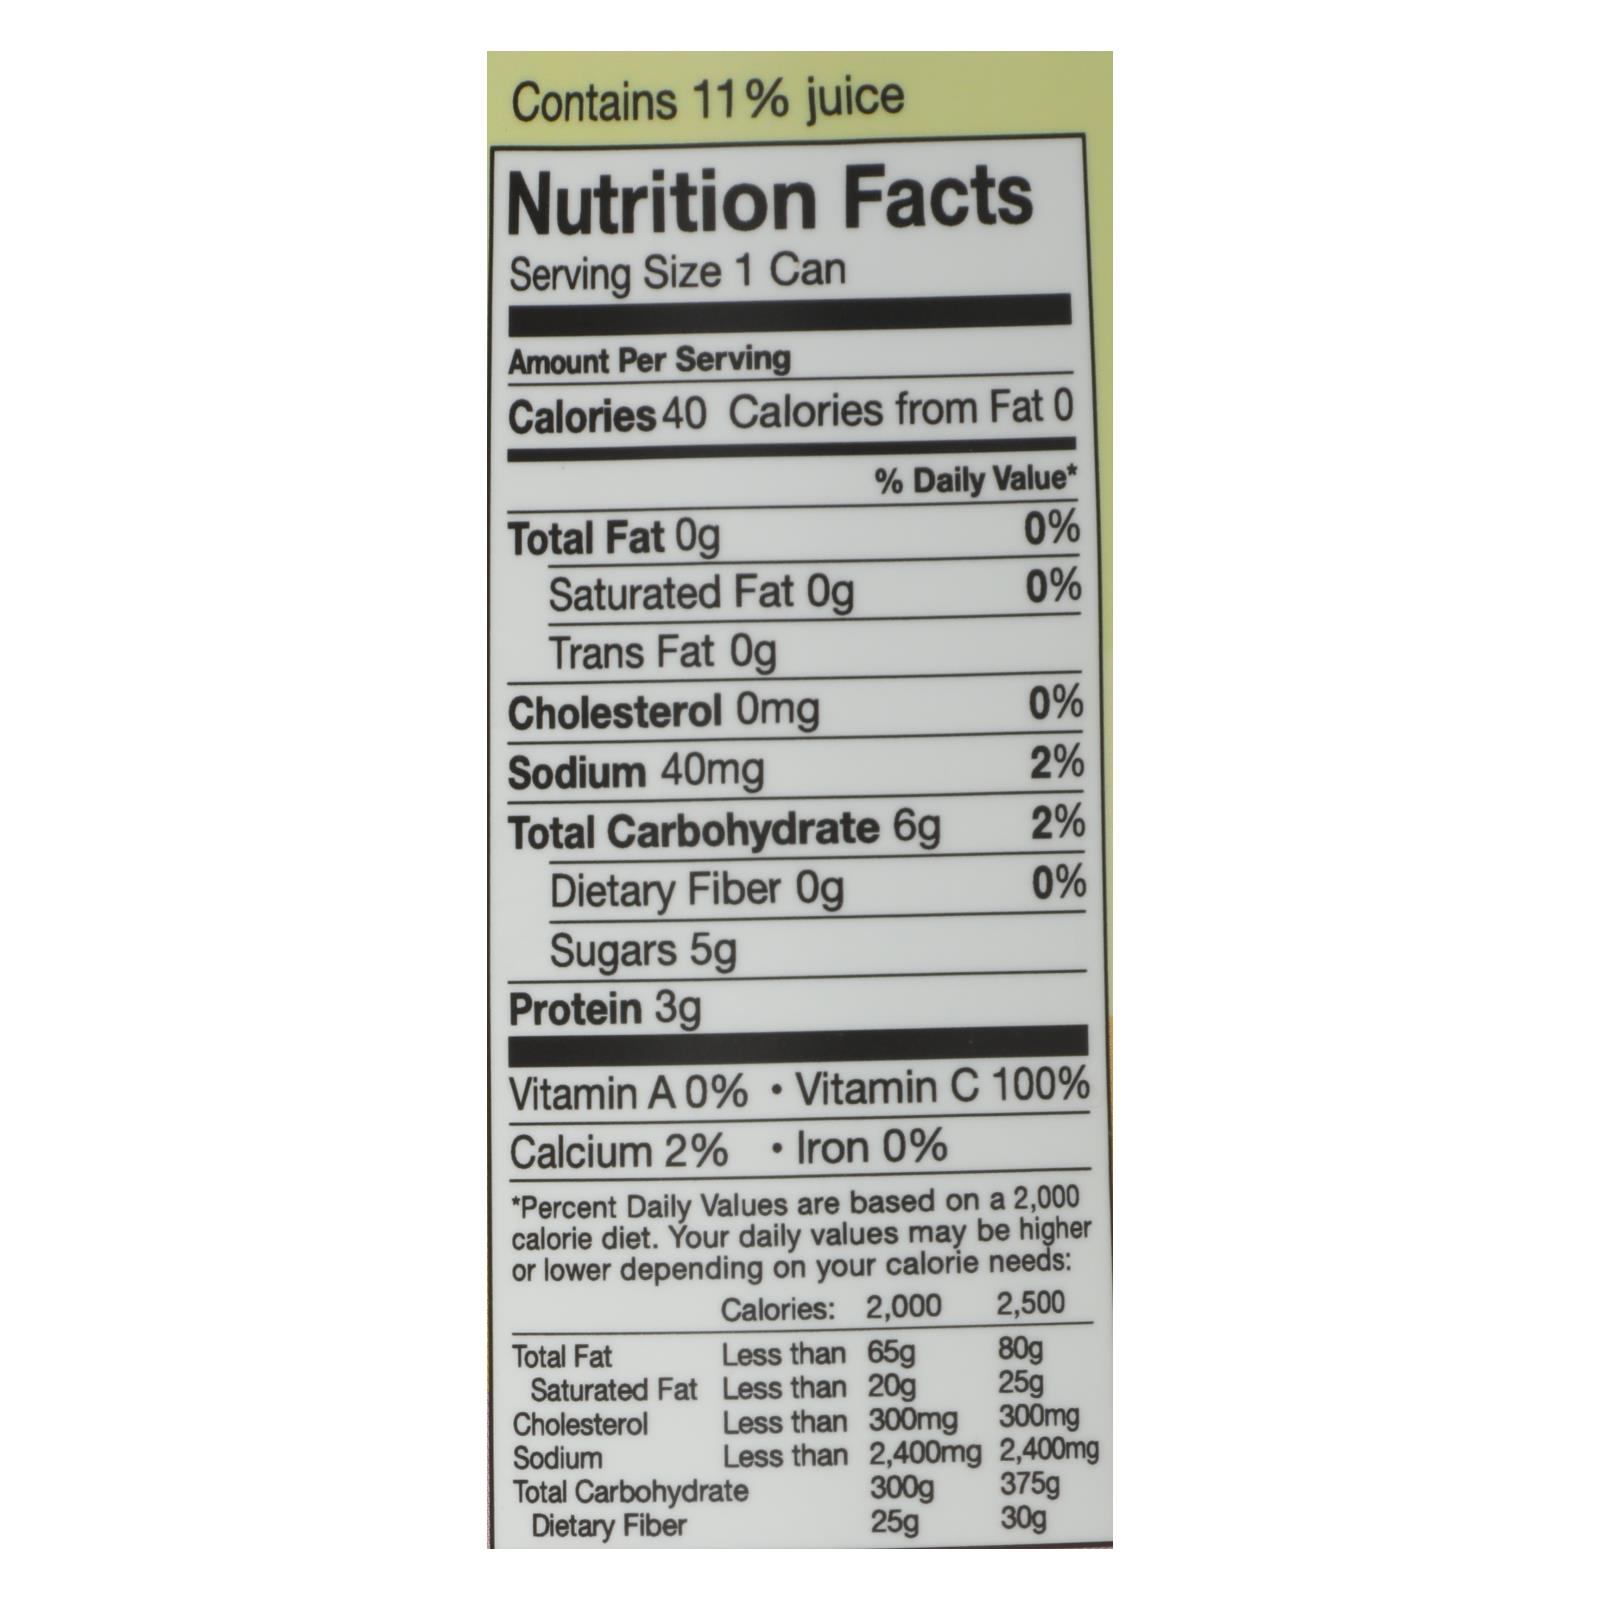 Contains 11% juice
Nutrition Facts
Serving Size 1 Can
Amount Per Serving
Calories 40 Calories from Fat 0
% Daily Value*
Total Fat 0g 0%
Saturated Fat 0g 0%
Trans Fat 0g
Cholesterol 0mg 0%
Sodium 40mg 2%
Total Carbohydrate 6g 2%
Dietary Fiber 0g 0%
Sugars 5g
Protein 3g
Vitamin A 0% • Vitamin C 100%
Calcium 2% • Iron 0%
*Percent Daily Values are based on a 2,000
calorie diet. Your daily values may be higher
or lower depending on your calorie needs:
Calories: 2,000 2,500
Total Fat Less than 65g 80g
Saturated Fat Less than 20g 25g
Cholesterol Less than 300mg 300mg
Sodium Less than 2,400mg 2,400mg
Total Carbohydrate 300g 375g
Dietary Fiber 25g 30g